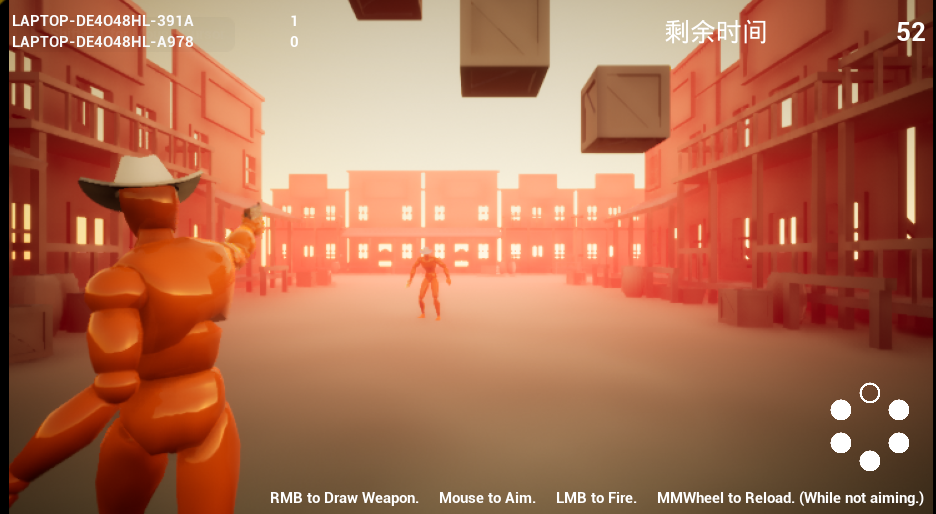 LAPTOP-DE4O48HL-391A 1
LAPTOP-DE4O48HL-A978 0
剩余时间 52
RMB to Draw Weapon. Mouse to Aim. LMB to Fire. MMWheel to Reload. (While not aiming.)